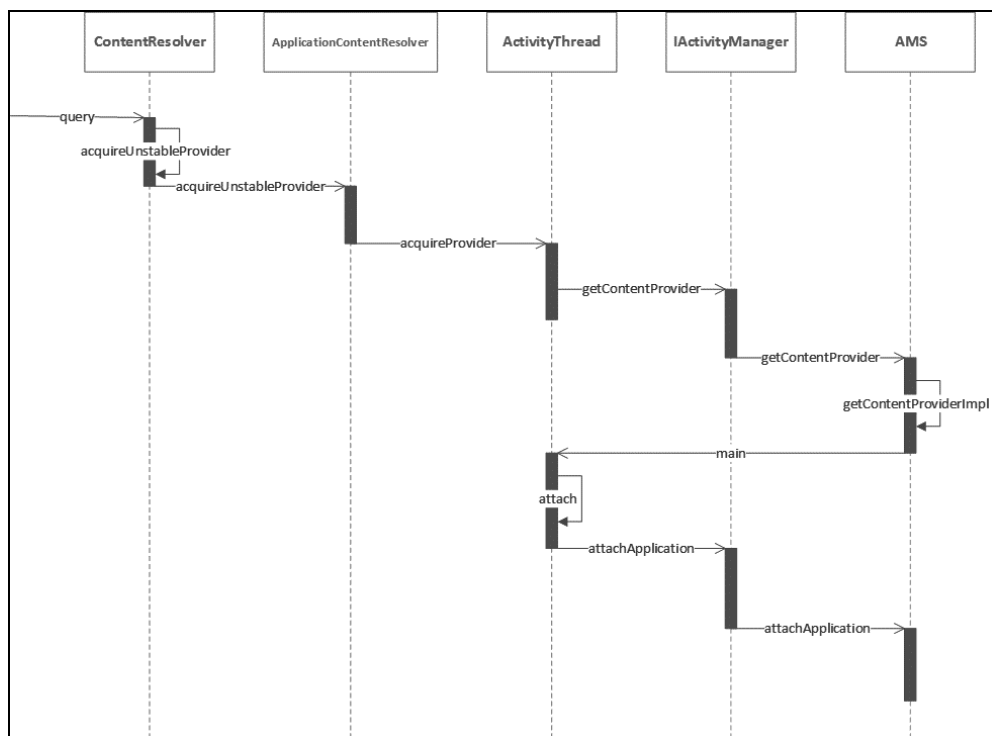 ContentResolver
ApplicationContentResolver
ActivityThread
IActivityManager
AMS
query
acquireUnstableProvider
acquireUnstableProvider
acquireProvider
getContentProvider
getContentProvider
getContentProviderImpl
main
attach
attachApplication
attachApplication